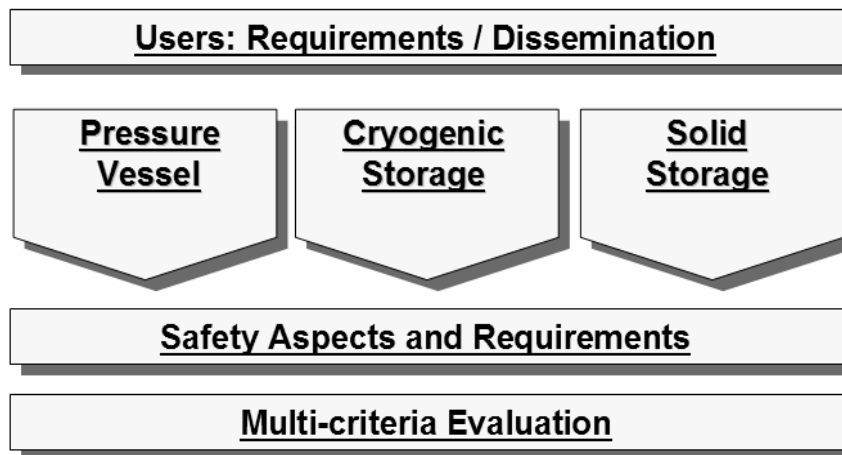 Users: Requirements / Dissemination
Pressure
Vessel
Cryogenic
Storage
Solid
Storage
Safety Aspects and Requirements
Multi-criteria Evaluation